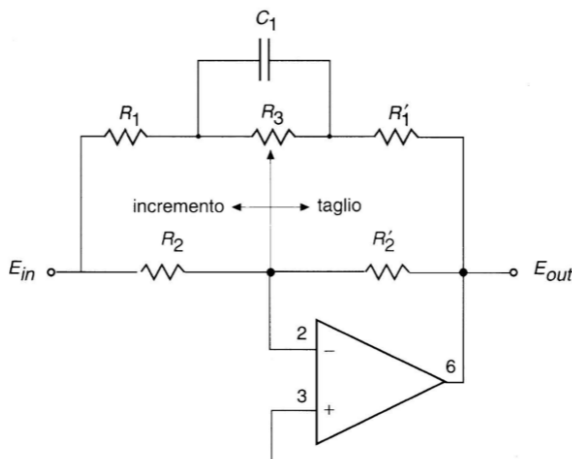 C1
R1 R3 R'1
incremento taglio
R2 R'2
Ein Eout
2 −
6
3 +